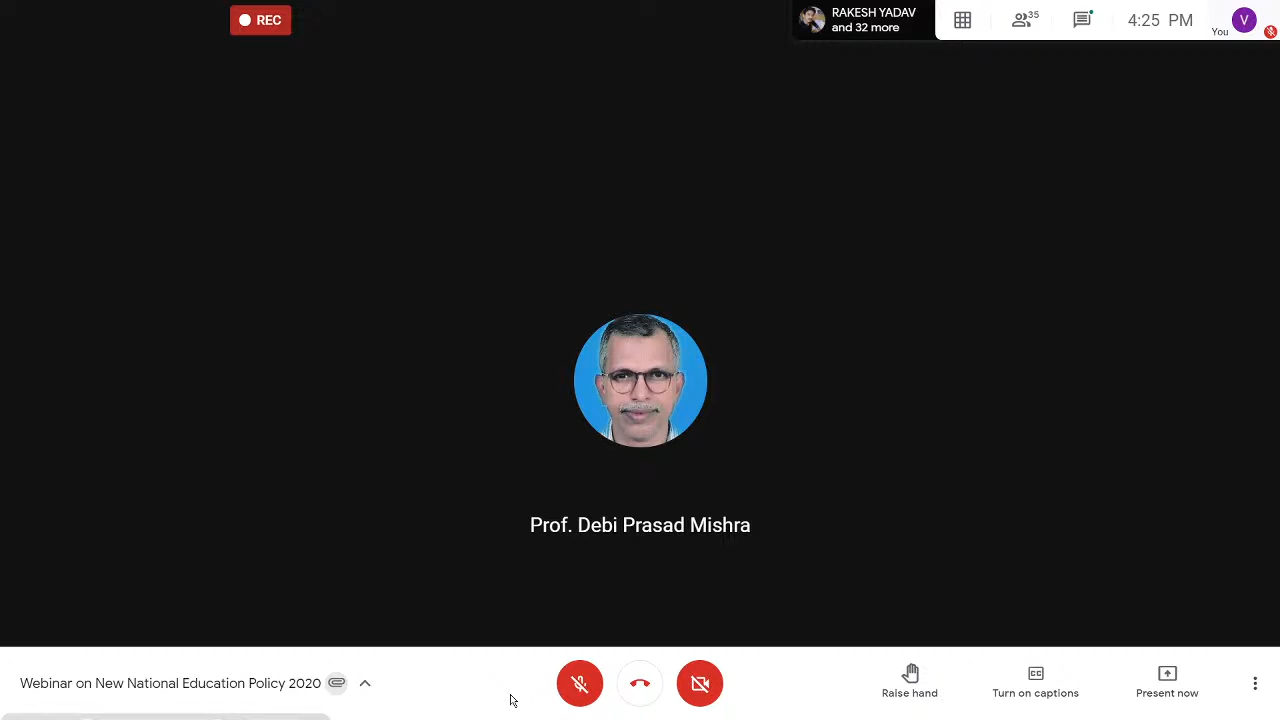 REC
RAKESH YADAV
and 32 more
35
4:25 PM
You
V
Prof. Debi Prasad Mishra
Webinar on New National Education Policy 2020
Raise hand
CC
Turn on captions
Present now